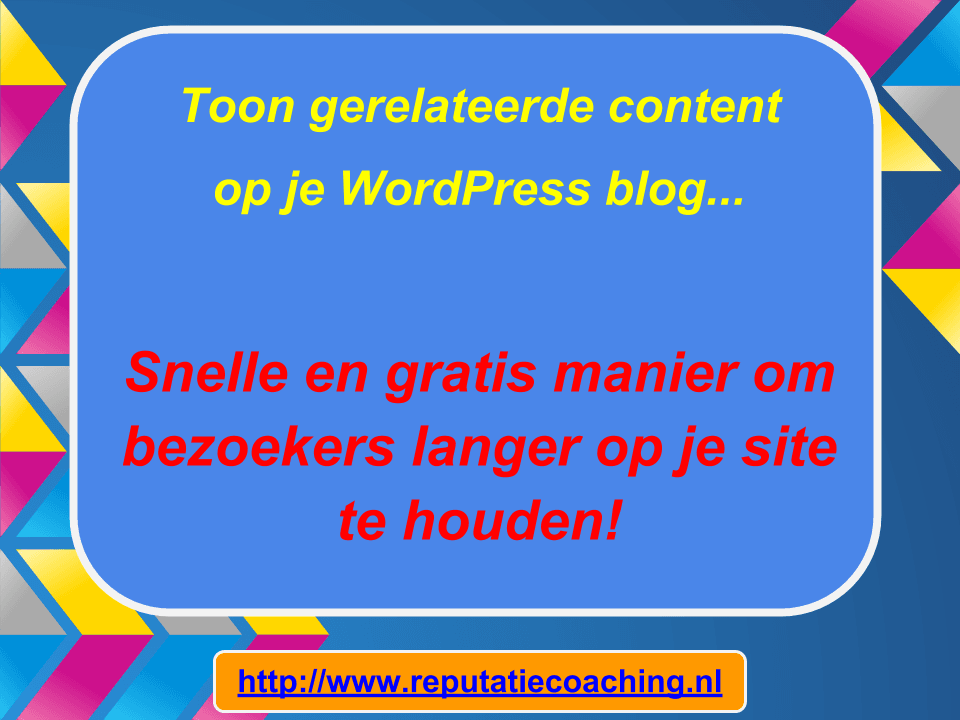 Toon gerelateerde content
op je WordPress blog...
Snelle en gratis manier om
bezoekers langer op je site
te houden!
http://www.reputatiecoaching.nl